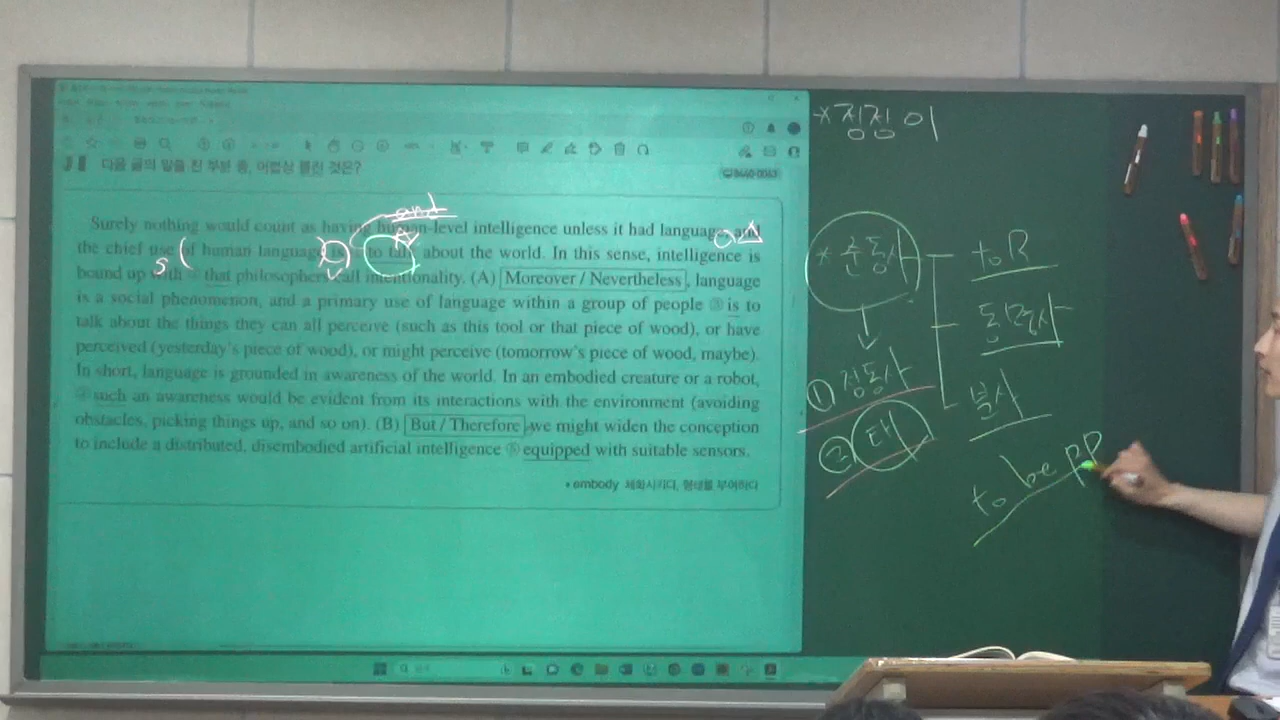 다음 글의 밑줄 친 부분 중, 어법상 틀린 것은?
Surely nothing would count as having human-level intelligence unless it had language, and
the chief use of human language is ① to talk about the world. In this sense, intelligence is
bound up with ② that philosophers call intentionality. (A) Moreover / Nevertheless, language
is a social phenomenon, and a primary use of language within a group of people ③ is to
talk about the things they can all perceive (such as this tool or that piece of wood), or have
perceived (yesterday's piece of wood), or might perceive (tomorrow's piece of wood, maybe).
In short, language is grounded in awareness of the world. In an embodied creature or a robot,
④ such an awareness would be evident from its interactions with the environment (avoiding
obstacles, picking things up, and so on). (B) But / Therefore we might widen the conception
to include a distributed, disembodied artificial intelligence ⑤ equipped with suitable sensors.
* embody 체화시키다, 형태를 부여하다
and
S
*징징이
*준동사
to R
동명사
분사
① 정동사
② 태
to be pp